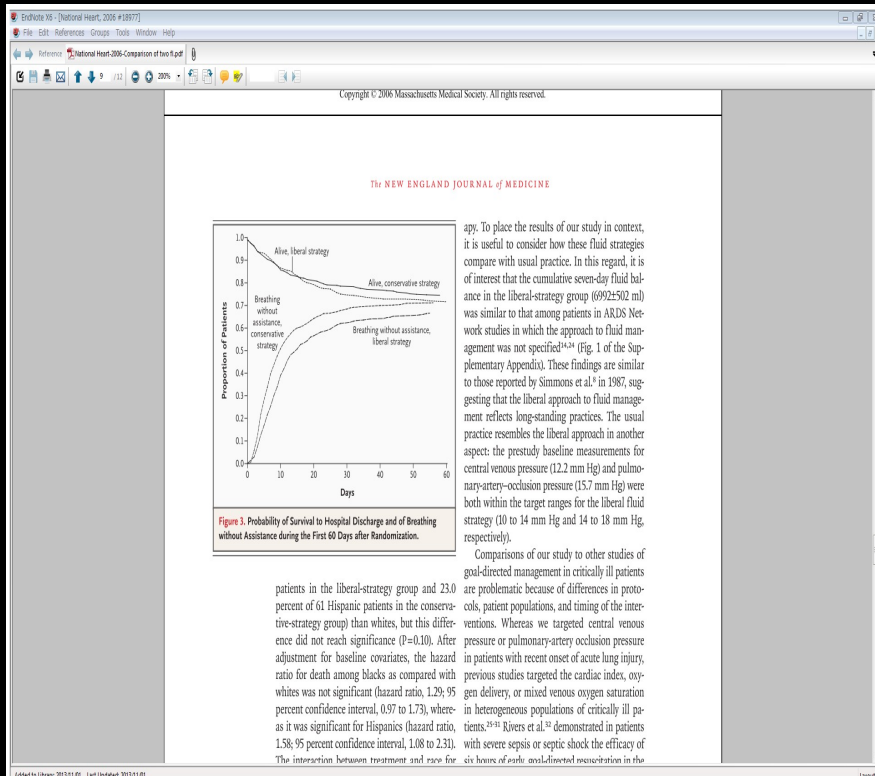 EndNote X6 - [National Heart, 2006 #18977]
File Edit References Groups Tools Window Help
Reference National Heart-2006-Comparison of two fl.pdf
9 /12 200%
Copyright © 2006 Massachusetts Medical Society. All rights reserved.
The NEW ENGLAND JOURNAL of MEDICINE
1.0
0.9
0.8
0.7
0.6
0.5
0.4
0.3
0.2
0.1
0.0
Proportion of Patients
Alive, liberal strategy
Alive, conservative strategy
Breathing
without
assistance,
conservative
strategy
Breathing without assistance,
liberal strategy
0 10 20 30 40 50 60
Days
Figure 3. Probability of Survival to Hospital Discharge and of Breathing
without Assistance during the First 60 Days after Randomization.
patients in the liberal-strategy group and 23.0
percent of 61 Hispanic patients in the conserva-
tive-strategy group) than whites, but this differ-
ence did not reach significance (P=0.10). After
adjustment for baseline covariates, the hazard
ratio for death among blacks as compared with
whites was not significant (hazard ratio, 1.29; 95
percent confidence interval, 0.97 to 1.73), where-
as it was significant for Hispanics (hazard ratio,
1.58; 95 percent confidence interval, 1.08 to 2.31).
The interaction between treatment and race for
apy. To place the results of our study in context,
it is useful to consider how these fluid strategies
compare with usual practice. In this regard, it is
of interest that the cumulative seven-day fluid bal-
ance in the liberal-strategy group (6992±502 ml)
was similar to that among patients in ARDS Net-
work studies in which the approach to fluid man-
agement was not specified14,24 (Fig. 1 of the Sup-
plementary Appendix). These findings are similar
to those reported by Simmons et al.8 in 1987, sug-
gesting that the liberal approach to fluid manage-
ment reflects long-standing practices. The usual
practice resembles the liberal approach in another
aspect: the prestudy baseline measurements for
central venous pressure (12.2 mm Hg) and pulmo-
nary-artery–occlusion pressure (15.7 mm Hg) were
both within the target ranges for the liberal fluid
strategy (10 to 14 mm Hg and 14 to 18 mm Hg,
respectively).
Comparisons of our study to other studies of
goal-directed management in critically ill patients
are problematic because of differences in proto-
cols, patient populations, and timing of the inter-
ventions. Whereas we targeted central venous
pressure or pulmonary-artery occlusion pressure
in patients with recent onset of acute lung injury,
previous studies targeted the cardiac index, oxy-
gen delivery, or mixed venous oxygen saturation
in heterogeneous populations of critically ill pa-
tients.25-31 Rivers et al.32 demonstrated in patients
with severe sepsis or septic shock the efficacy of
six hours of early, goal-directed resuscitation in the
Added to Library: 2013/11/01 Last Updated: 2013/11/01